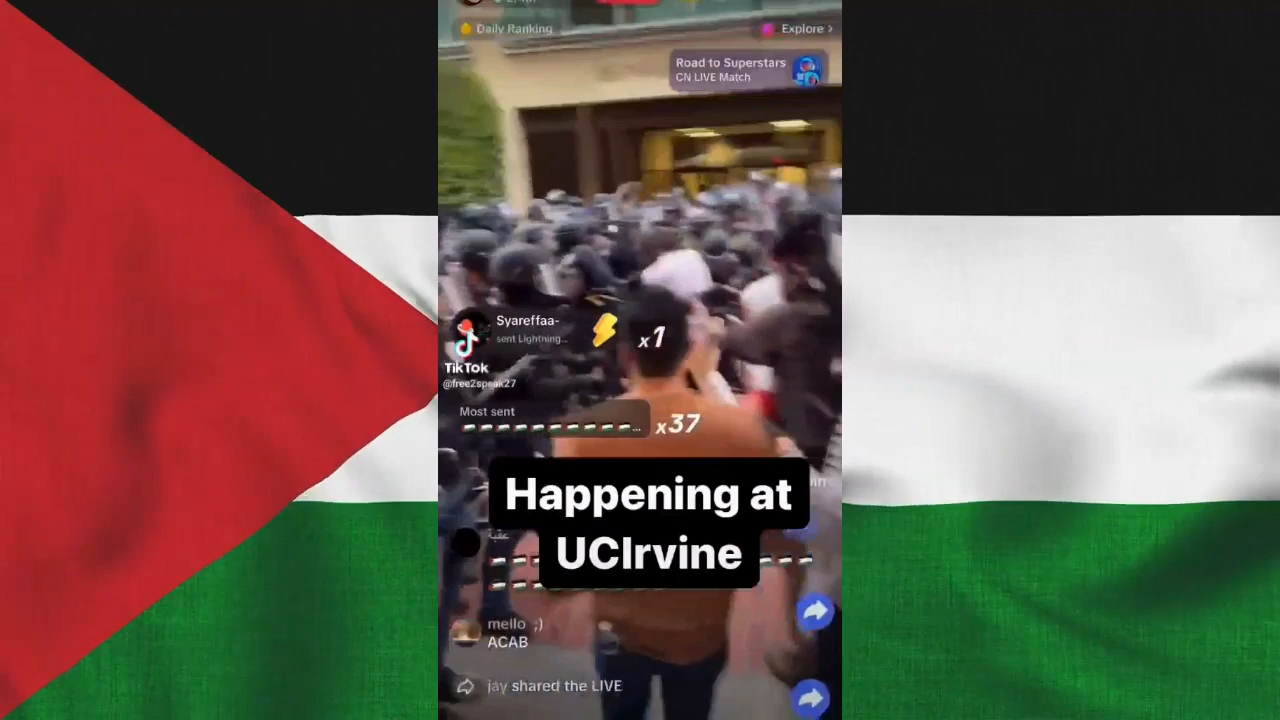 Daily Ranking
Explore >
Road to Superstars
CN LIVE Match
Syareffaa-
sent Lightning...
x1
TikTok
@free2speak27
Most sent
...
x37
Happening at
UCIrvine
mello ;)
ACAB
jay shared the LIVE